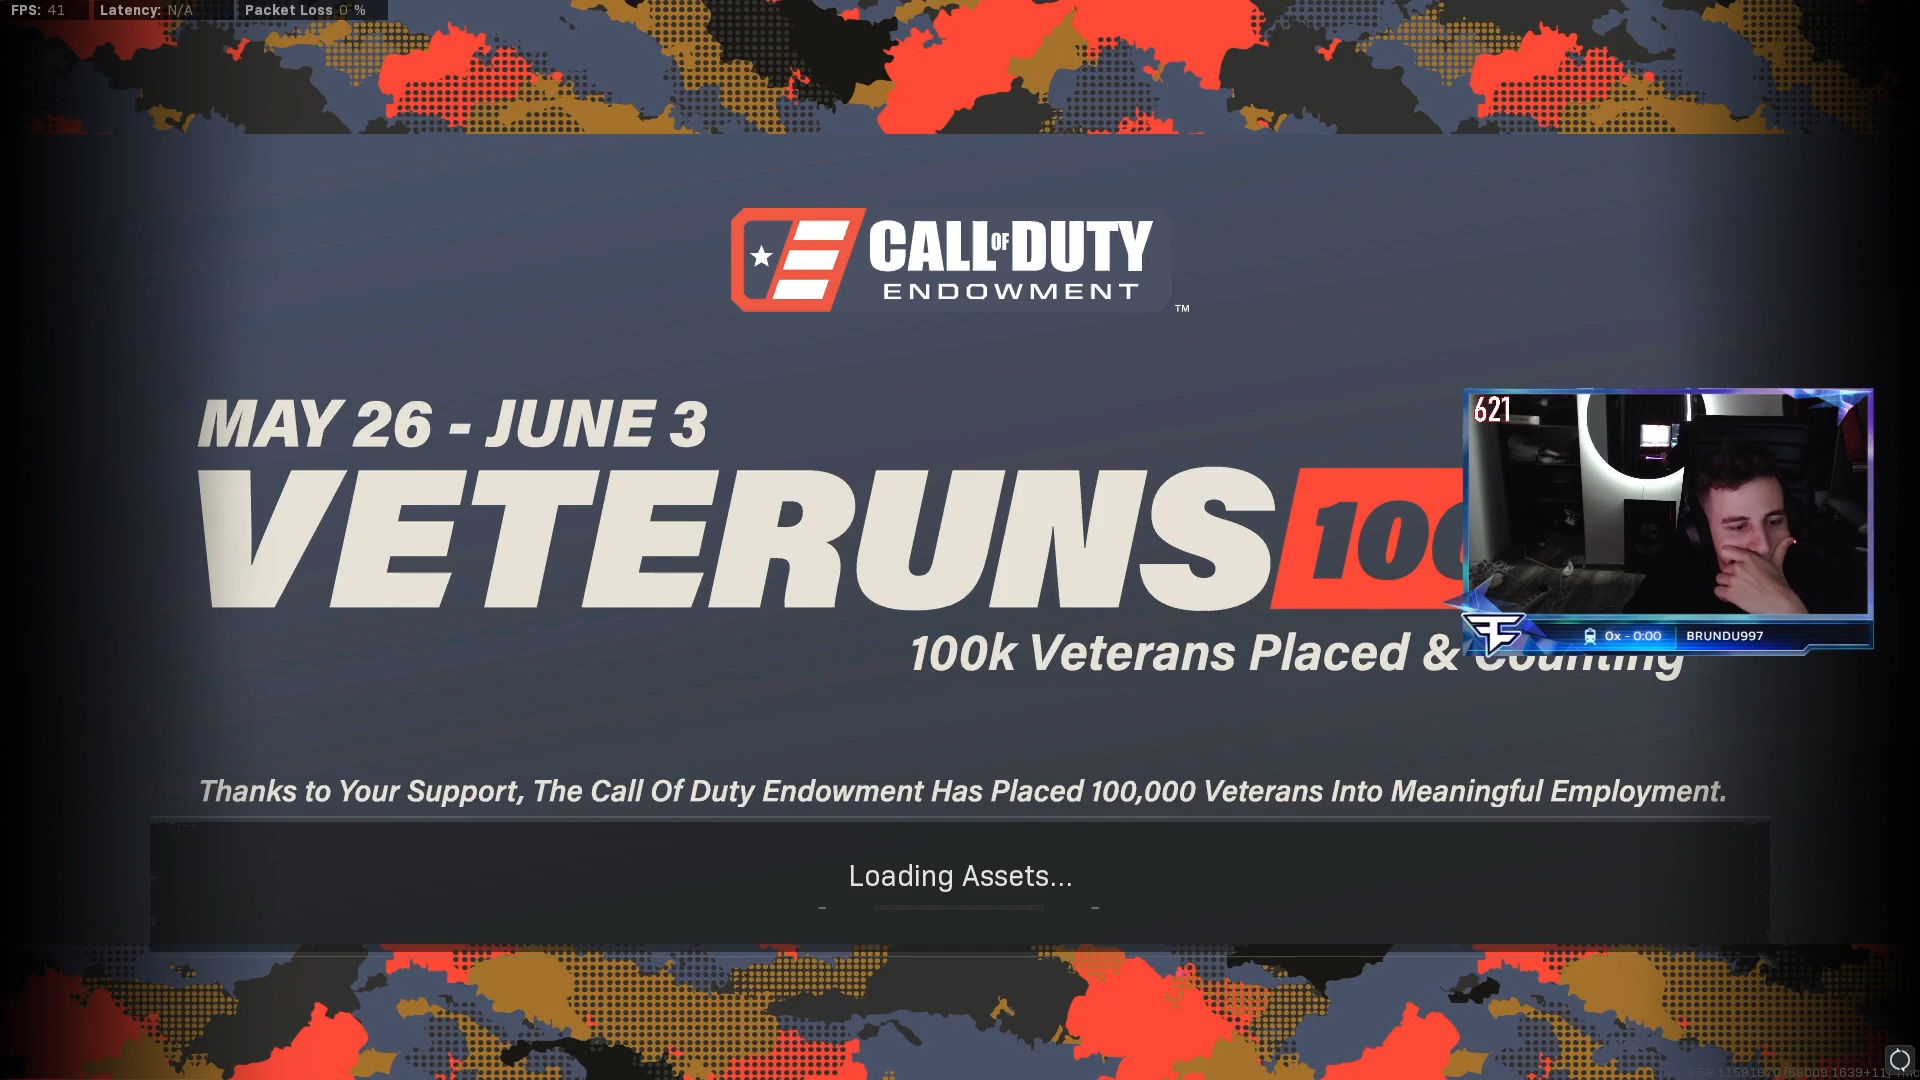 FPS: 41 Latency: N/A Packet Loss 0 %
CALL OF DUTY
ENDOWMENT
TM
MAY 26 - JUNE 3
621
VETERUNS 100
0x - 0:00 BRUNDU997
100k Veterans Placed & Counting
Thanks to Your Support, The Call Of Duty Endowment Has Placed 100,000 Veterans Into Meaningful Employment.
Loading Assets...